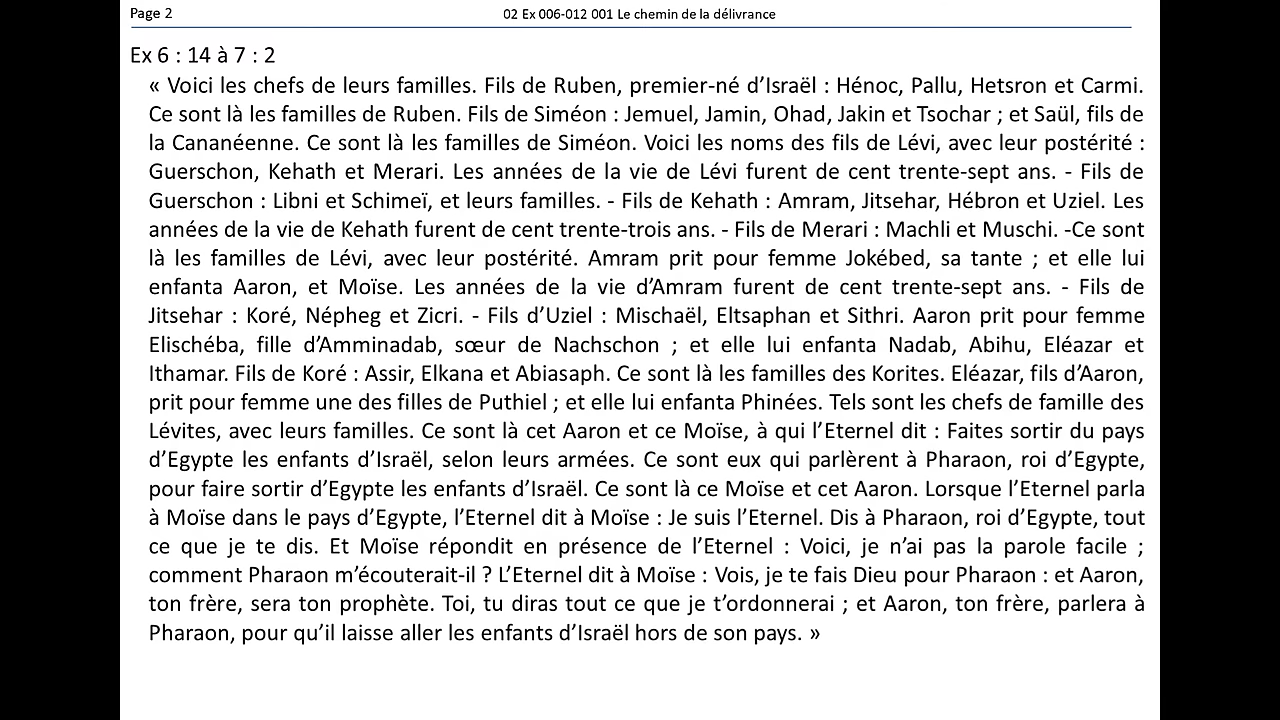 Page 2
02 Ex 006-012 001 Le chemin de la délivrance
Ex 6 : 14 à 7 : 2
« Voici les chefs de leurs familles. Fils de Ruben, premier-né d’Israël : Hénoc, Pallu, Hetsron et Carmi.
Ce sont là les familles de Ruben. Fils de Siméon : Jemuel, Jamin, Ohad, Jakin et Tsochar ; et Saül, fils de
la Cananéenne. Ce sont là les familles de Siméon. Voici les noms des fils de Lévi, avec leur postérité :
Guerschon, Kehath et Merari. Les années de la vie de Lévi furent de cent trente-sept ans. - Fils de
Guerschon : Libni et Schimeï, et leurs familles. - Fils de Kehath : Amram, Jitsehar, Hébron et Uziel. Les
années de la vie de Kehath furent de cent trente-trois ans. - Fils de Merari : Machli et Muschi. -Ce sont
là les familles de Lévi, avec leur postérité. Amram prit pour femme Jokébed, sa tante ; et elle lui
enfanta Aaron, et Moïse. Les années de la vie d’Amram furent de cent trente-sept ans. - Fils de
Jitsehar : Koré, Népheg et Zicri. - Fils d’Uziel : Mischaël, Eltsaphan et Sithri. Aaron prit pour femme
Elischéba, fille d’Amminadab, sœur de Nachschon ; et elle lui enfanta Nadab, Abihu, Eléazar et
Ithamar. Fils de Koré : Assir, Elkana et Abiasaph. Ce sont là les familles des Korites. Eléazar, fils d’Aaron,
prit pour femme une des filles de Puthiel ; et elle lui enfanta Phinées. Tels sont les chefs de famille des
Lévites, avec leurs familles. Ce sont là cet Aaron et ce Moïse, à qui l’Eternel dit : Faites sortir du pays
d’Egypte les enfants d’Israël, selon leurs armées. Ce sont eux qui parlèrent à Pharaon, roi d’Egypte,
pour faire sortir d’Egypte les enfants d’Israël. Ce sont là ce Moïse et cet Aaron. Lorsque l’Eternel parla
à Moïse dans le pays d’Egypte, l’Eternel dit à Moïse : Je suis l’Eternel. Dis à Pharaon, roi d’Egypte, tout
ce que je te dis. Et Moïse répondit en présence de l’Eternel : Voici, je n’ai pas la parole facile ;
comment Pharaon m’écouterait-il ? L’Eternel dit à Moïse : Vois, je te fais Dieu pour Pharaon : et Aaron,
ton frère, sera ton prophète. Toi, tu diras tout ce que je t’ordonnerai ; et Aaron, ton frère, parlera à
Pharaon, pour qu’il laisse aller les enfants d’Israël hors de son pays. »